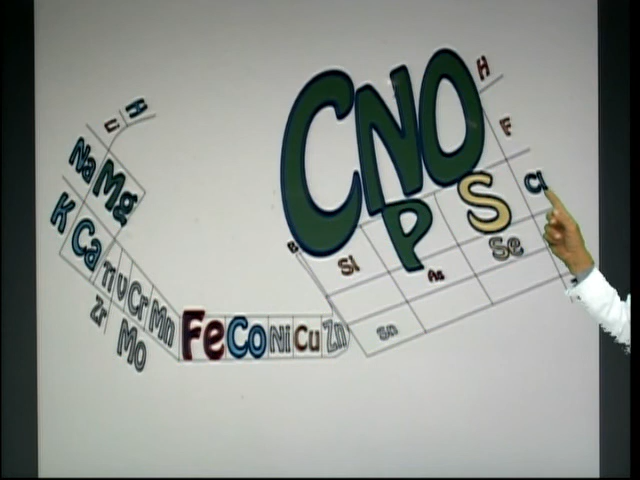 H
C N O F
Li H
Na Mg
P S Cl
B Si As Se
K Ca Ti V Cr Mn Fe Co Ni Cu Zn
Zr Mo Sn